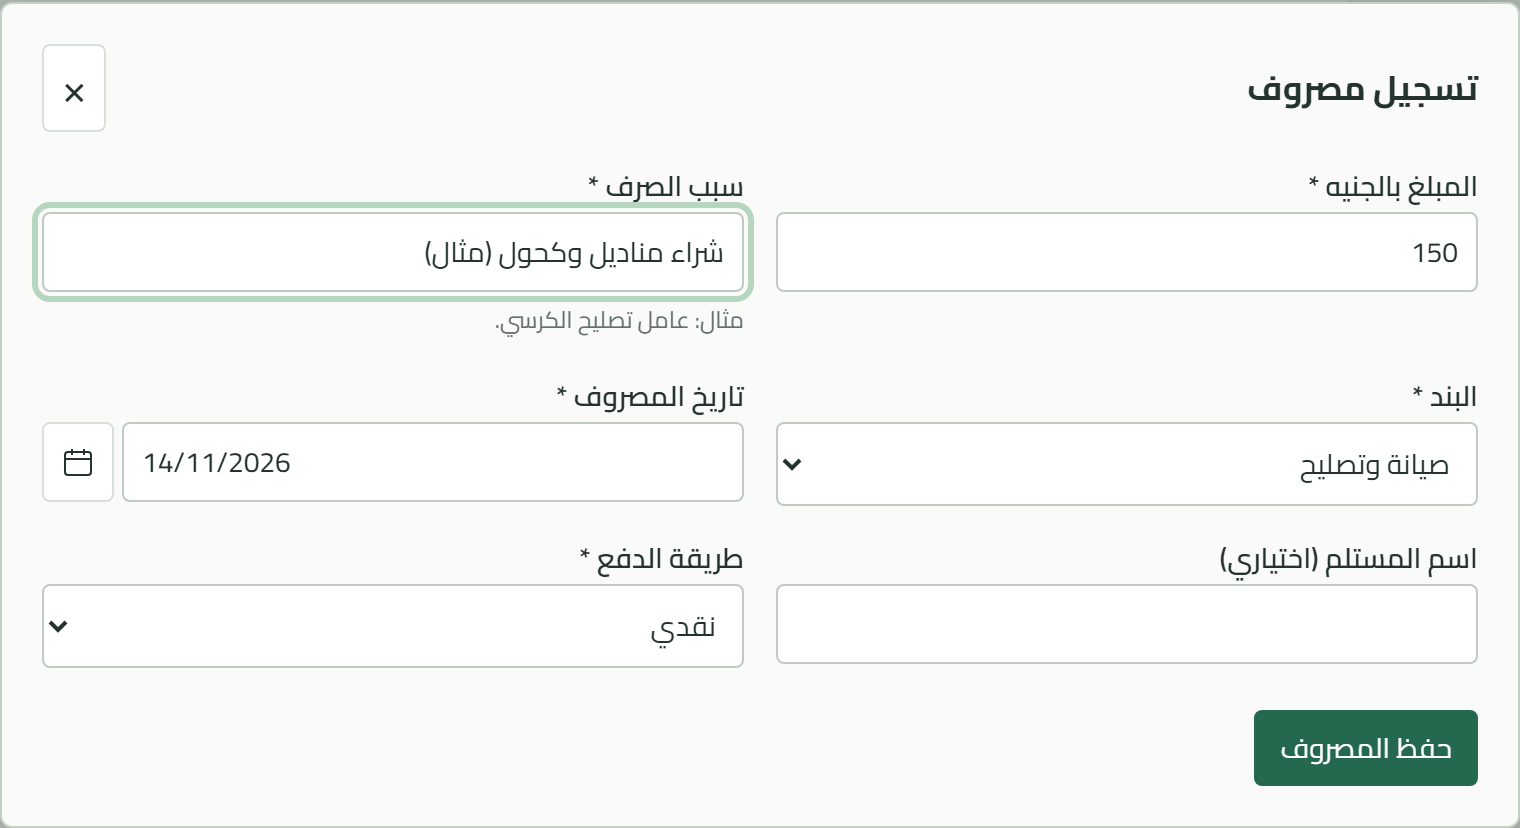 تسجيل مصروف
المبلغ بالجنيه *
150
سبب الصرف *
شراء مناديل وكحول (مثال)
مثال: عامل تصليح الكرسي.
البند *
صيانة وتصليح
تاريخ المصروف *
14/11/2026
اسم المستلم (اختياري)
طريقة الدفع *
نقدي
حفظ المصروف